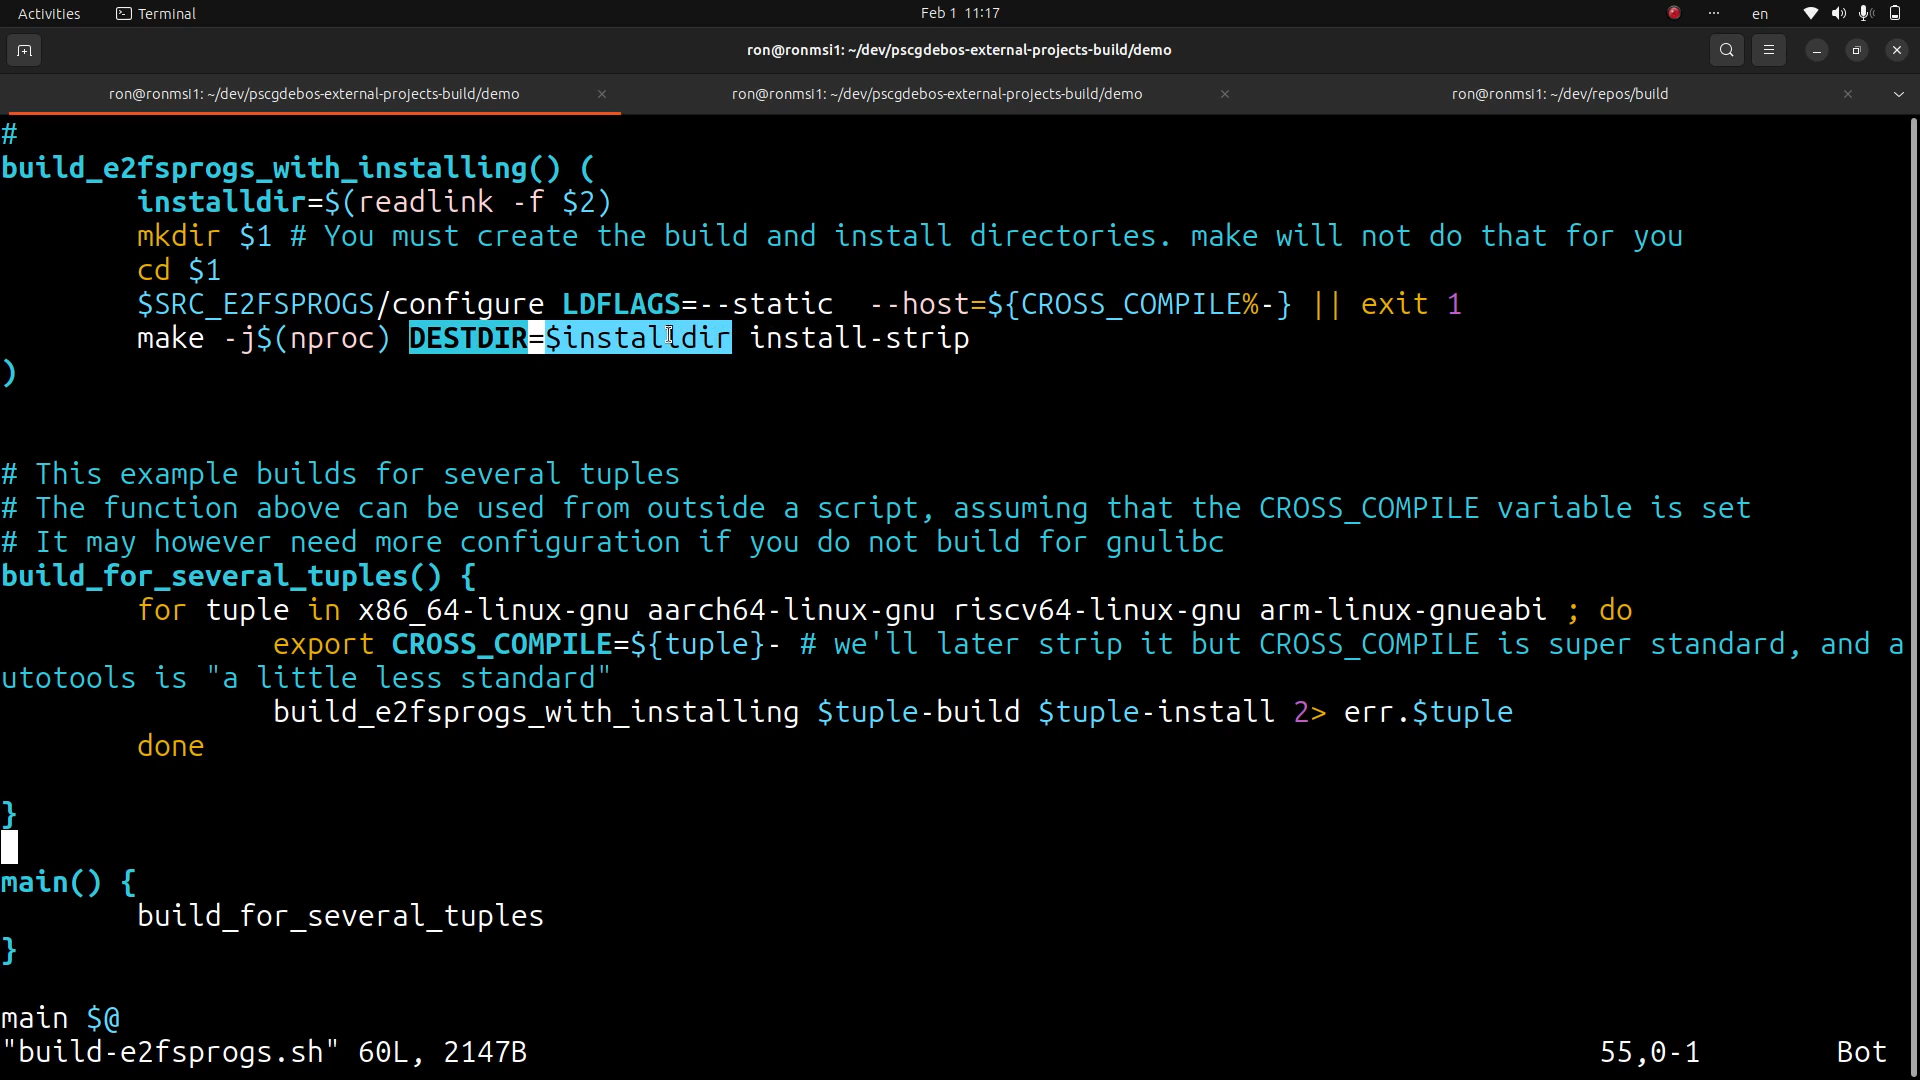 Activities
Terminal
Feb 1 11:17
en
ron@ronmsi1: ~/dev/pscgdebos-external-projects-build/demo
ron@ronmsi1: ~/dev/pscgdebos-external-projects-build/demo
ron@ronmsi1: ~/dev/pscgdebos-external-projects-build/demo
ron@ronmsi1: ~/dev/repos/build
#
build_e2fsprogs_with_installing() (
installdir=$(readlink -f $2)
mkdir $1 # You must create the build and install directories. make will not do that for you
cd $1
$SRC_E2FSPROGS/configure LDFLAGS=--static --host=${CROSS_COMPILE%-} || exit 1
make -j$(nproc) DESTDIR=$installdir install-strip
)
# This example builds for several tuples
# The function above can be used from outside a script, assuming that the CROSS_COMPILE variable is set
# It may however need more configuration if you do not build for gnulibc
build_for_several_tuples() {
for tuple in x86_64-linux-gnu aarch64-linux-gnu riscv64-linux-gnu arm-linux-gnueabi ; do
export CROSS_COMPILE=${tuple}- # we'll later strip it but CROSS_COMPILE is super standard, and a
utotools is "a little less standard"
build_e2fsprogs_with_installing $tuple-build $tuple-install 2> err.$tuple
done
}
main() {
build_for_several_tuples
}
main $@
"build-e2fsprogs.sh" 60L, 2147B
55,0-1
Bot